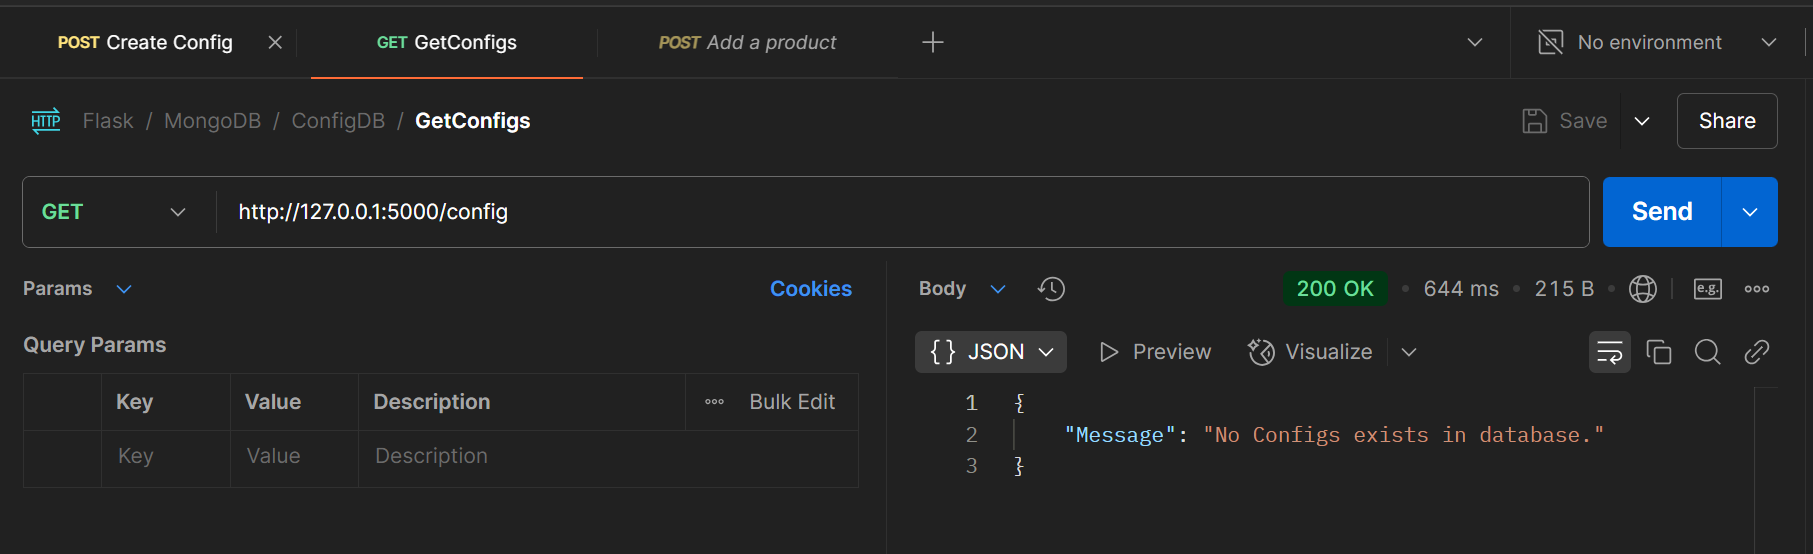 POST Create Config
GET GetConfigs
POST Add a product
No environment
HTTP Flask / MongoDB / ConfigDB / GetConfigs
Save
Share
GET http://127.0.0.1:5000/config
Send
Params
Cookies
Query Params
Key Value Description Bulk Edit
Key Value Description
Body
200 OK • 644 ms • 215 B •
e.g.
{} JSON
Preview
Visualize
1 {
2 "Message": "No Configs exists in database."
3 }